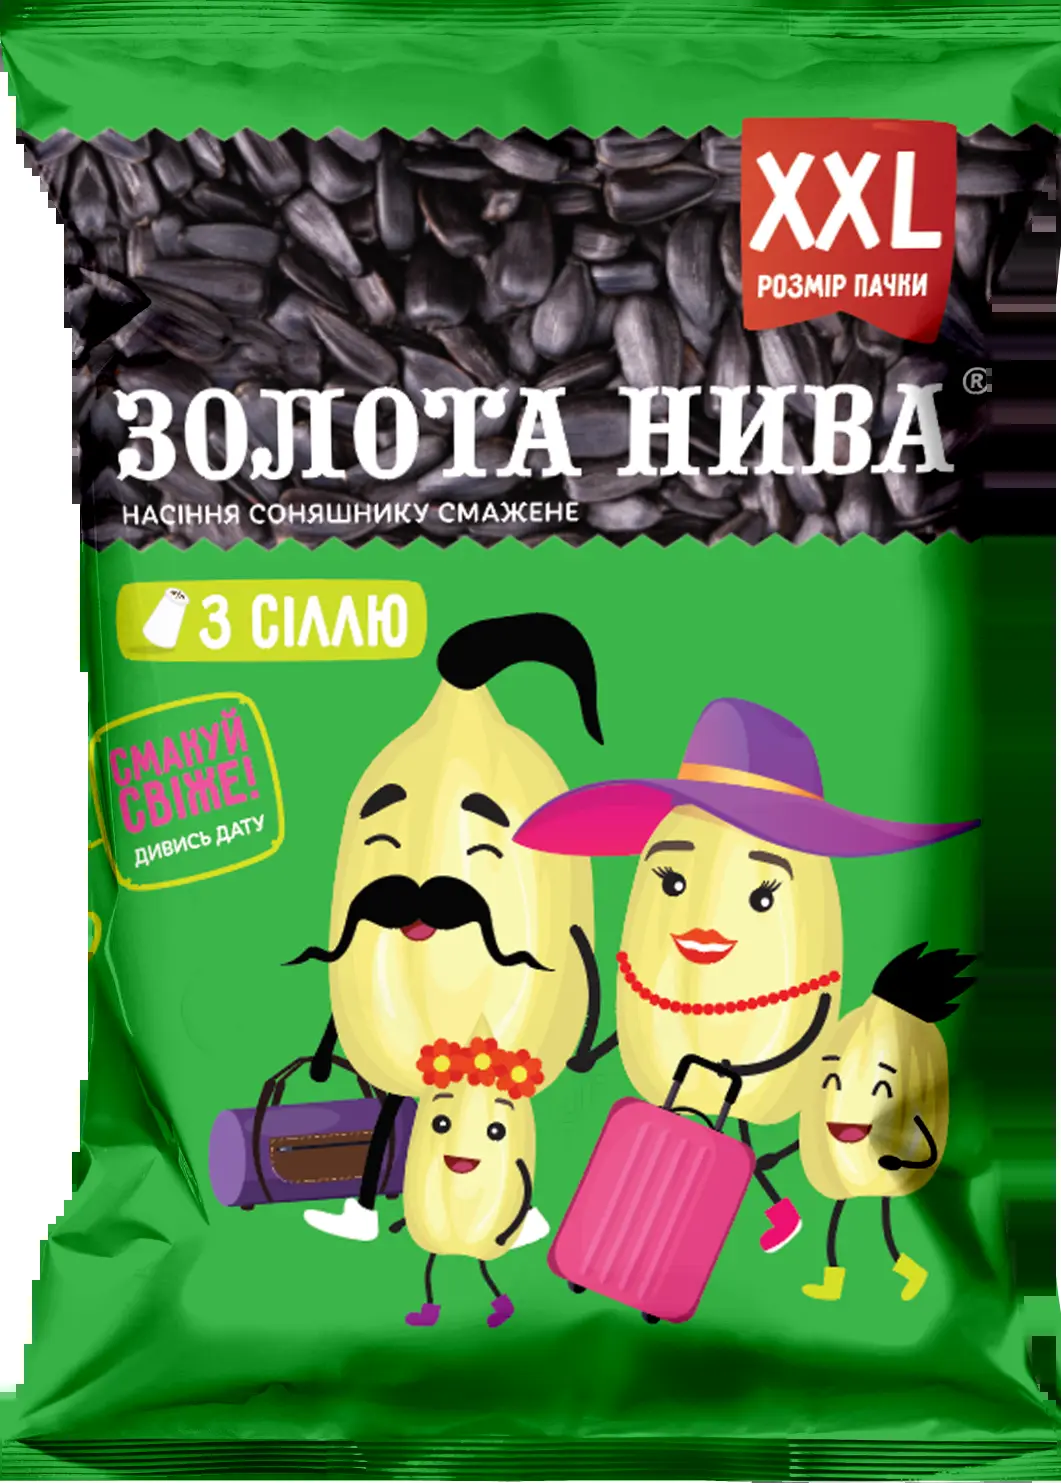 XXL
РОЗМІР ПАЧКИ
ЗОЛОТА НИВА®
НАСІННЯ СОНЯШНИКУ СМАЖЕНЕ
З СІЛЛЮ
СМАКУЙ
СВІЖЕ!
ДИВИСЬ ДАТУ